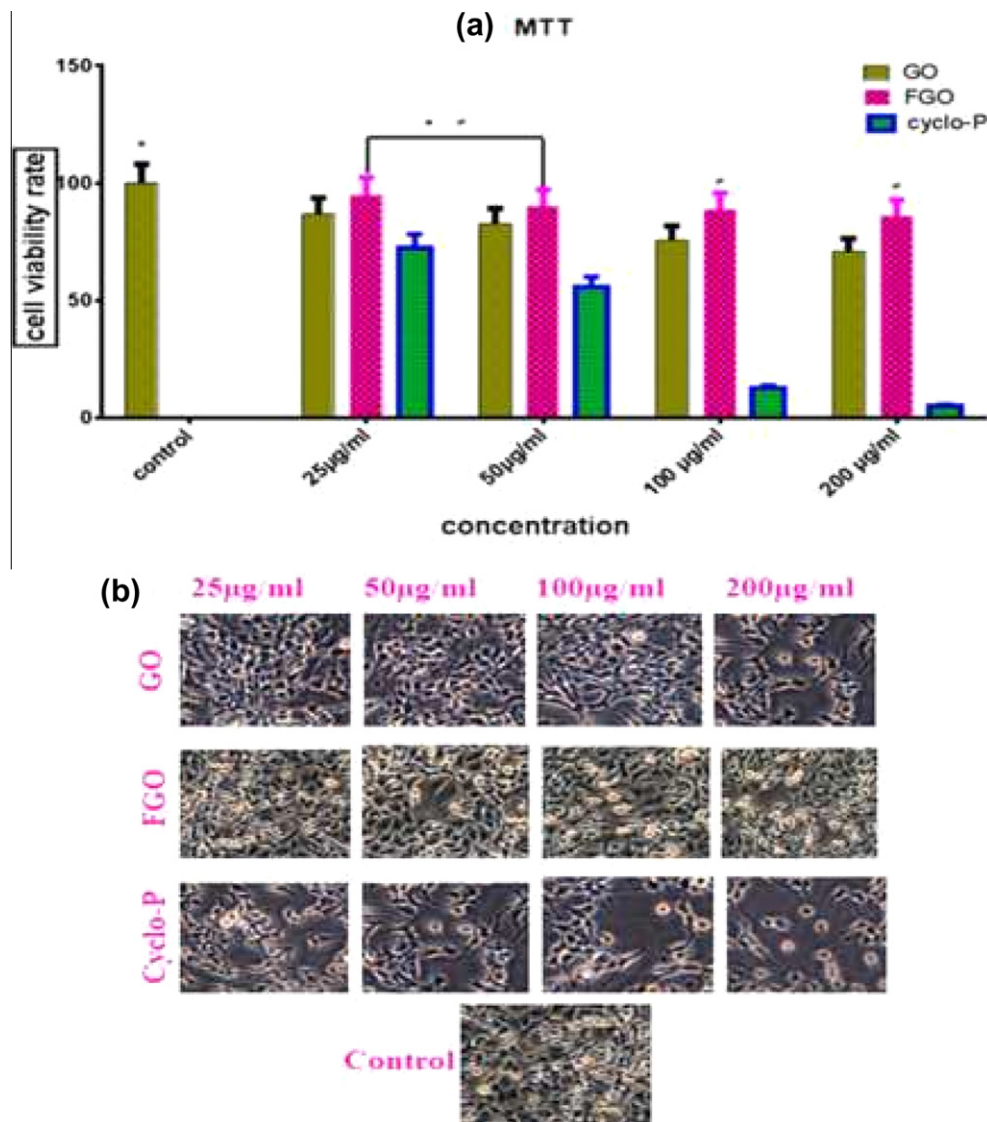 (a) MTT
150
100
50
0
cell viability rate
GO
FGO
cyclo-P
control
25µg/ml
50µg/ml
100 µg/ml
200 µg/ml
concentration
(b)
25µg/ml 50µg/ml 100µg/ml 200µg/ml
GO
FGO
Cyclo-P
Control